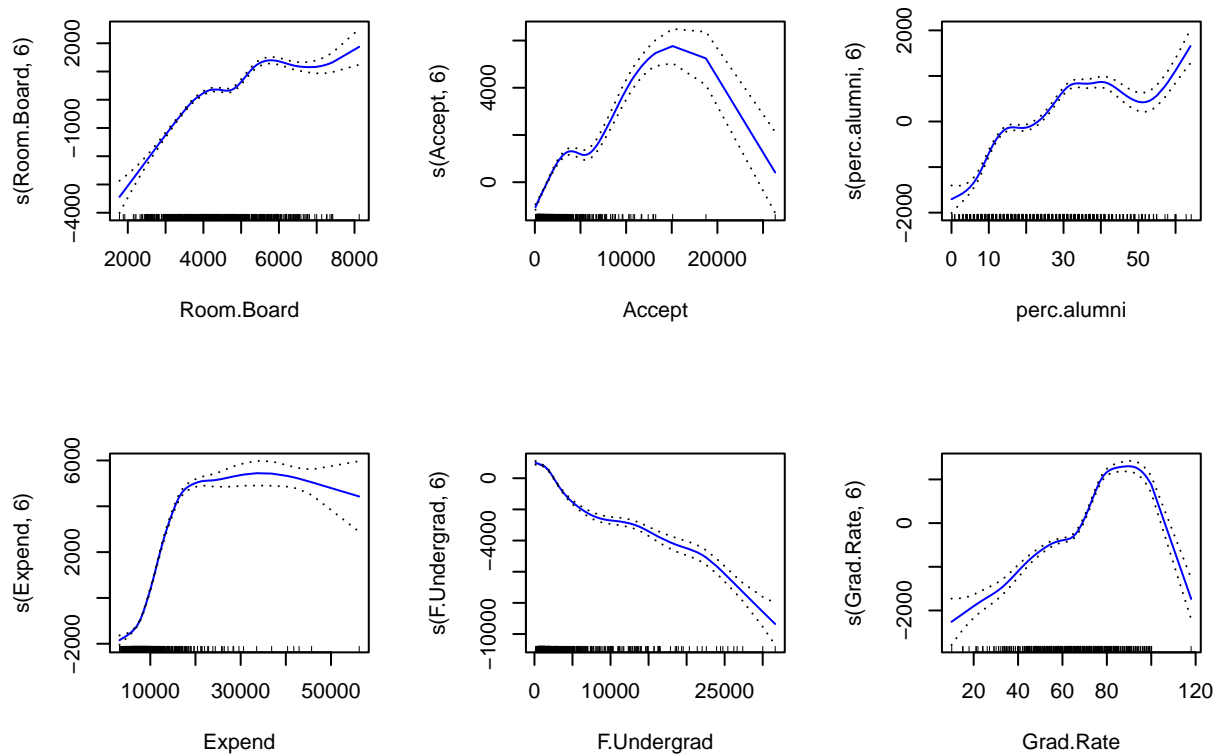 s(Room.Board, 6)
2000
−1000
−4000
2000 4000 6000 8000
Room.Board
s(Accept, 6)
4000
0
0 10000 20000
Accept
s(perc.alumni, 6)
2000
0
−2000
0 10 30 50
perc.alumni
s(Expend, 6)
6000
2000
−2000
10000 30000 50000
Expend
s(F.Undergrad, 6)
0
−4000
−10000
0 10000 25000
F.Undergrad
s(Grad.Rate, 6)
0
−2000
20 40 60 80 120
Grad.Rate